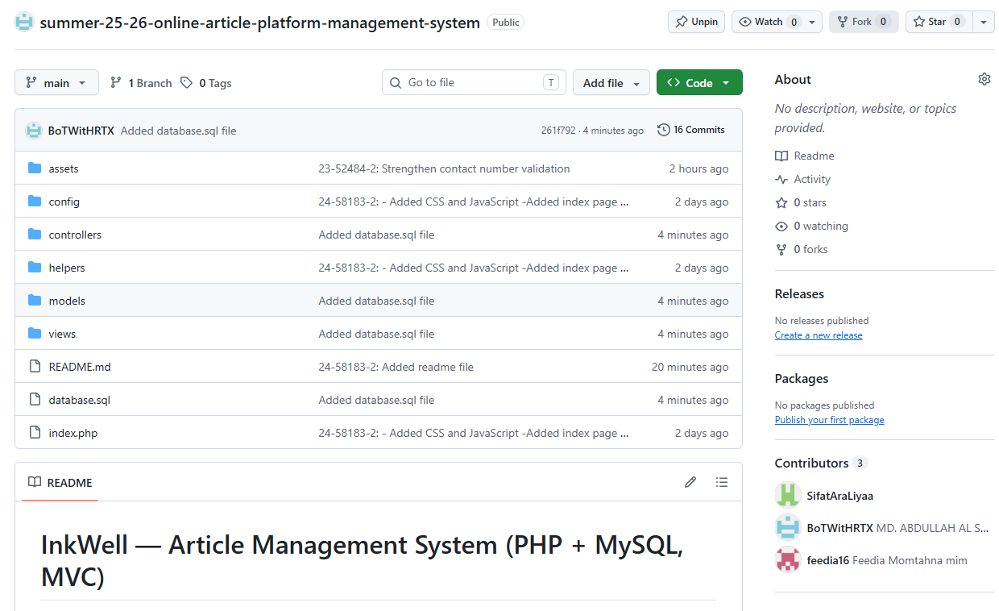 summer-25-26-online-article-platform-management-system Public Unpin Watch 0 Fork 0 Star 0
main 1 Branch 0 Tags Go to file T Add file Code
BoTWitHRTX Added database.sql file 261f792 · 4 minutes ago 16 Commits
assets 23-52484-2: Strengthen contact number validation 2 hours ago
config 24-58183-2: - Added CSS and JavaScript -Added index page ... 2 days ago
controllers Added database.sql file 4 minutes ago
helpers 24-58183-2: - Added CSS and JavaScript -Added index page ... 2 days ago
models Added database.sql file 4 minutes ago
views Added database.sql file 4 minutes ago
README.md 24-58183-2: Added readme file 20 minutes ago
database.sql Added database.sql file 4 minutes ago
index.php 24-58183-2: - Added CSS and JavaScript -Added index page ... 2 days ago
README
InkWell — Article Management System (PHP + MySQL,
MVC)
About
No description, website, or topics
provided.
Readme
Activity
0 stars
0 watching
0 forks
Releases
No releases published
Create a new release
Packages
No packages published
Publish your first package
Contributors 3
SifatAraLiyaa
BoTWitHRTX MD. ABDULLAH AL S...
feedia16 Feedia Momtahna mim